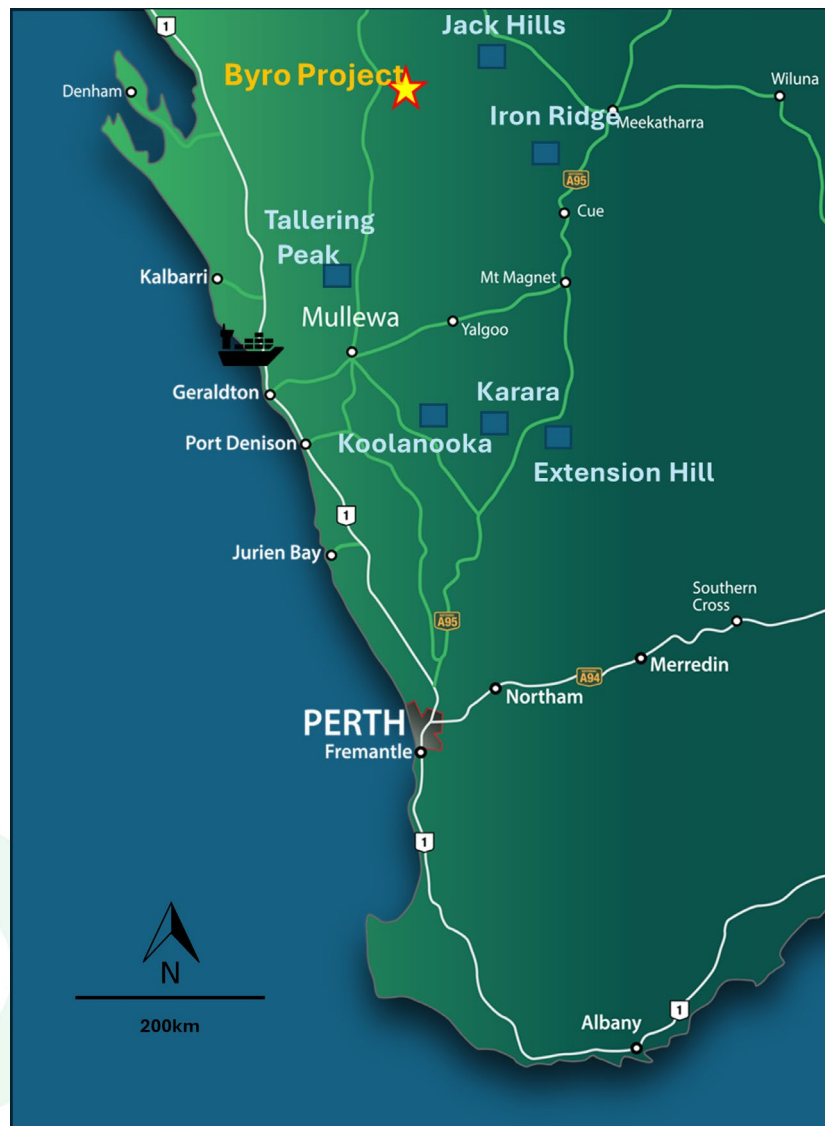 1
Jack Hills
Byro Project
Denham
Wiluna
Iron Ridge
Meekatharra
A95
Cue
Tallering
Peak
Kalbarri
Mt Magnet
Mullewa
Yalgoo
Geraldton
Karara
Port Denison
Koolanooka
Extension Hill
1
Jurien Bay
Southern
Cross
A95
Merredin
A94
Northam
PERTH
Fremantle
1
N
200km
Albany
1